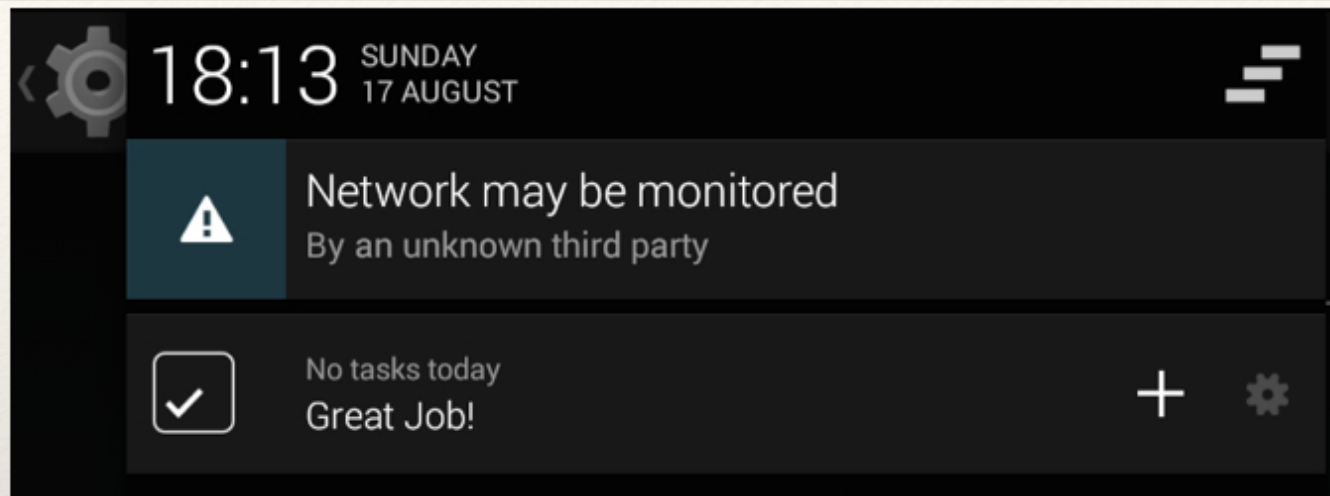 18:13
SUNDAY
17 AUGUST
Network may be monitored
By an unknown third party
No tasks today
Great Job!